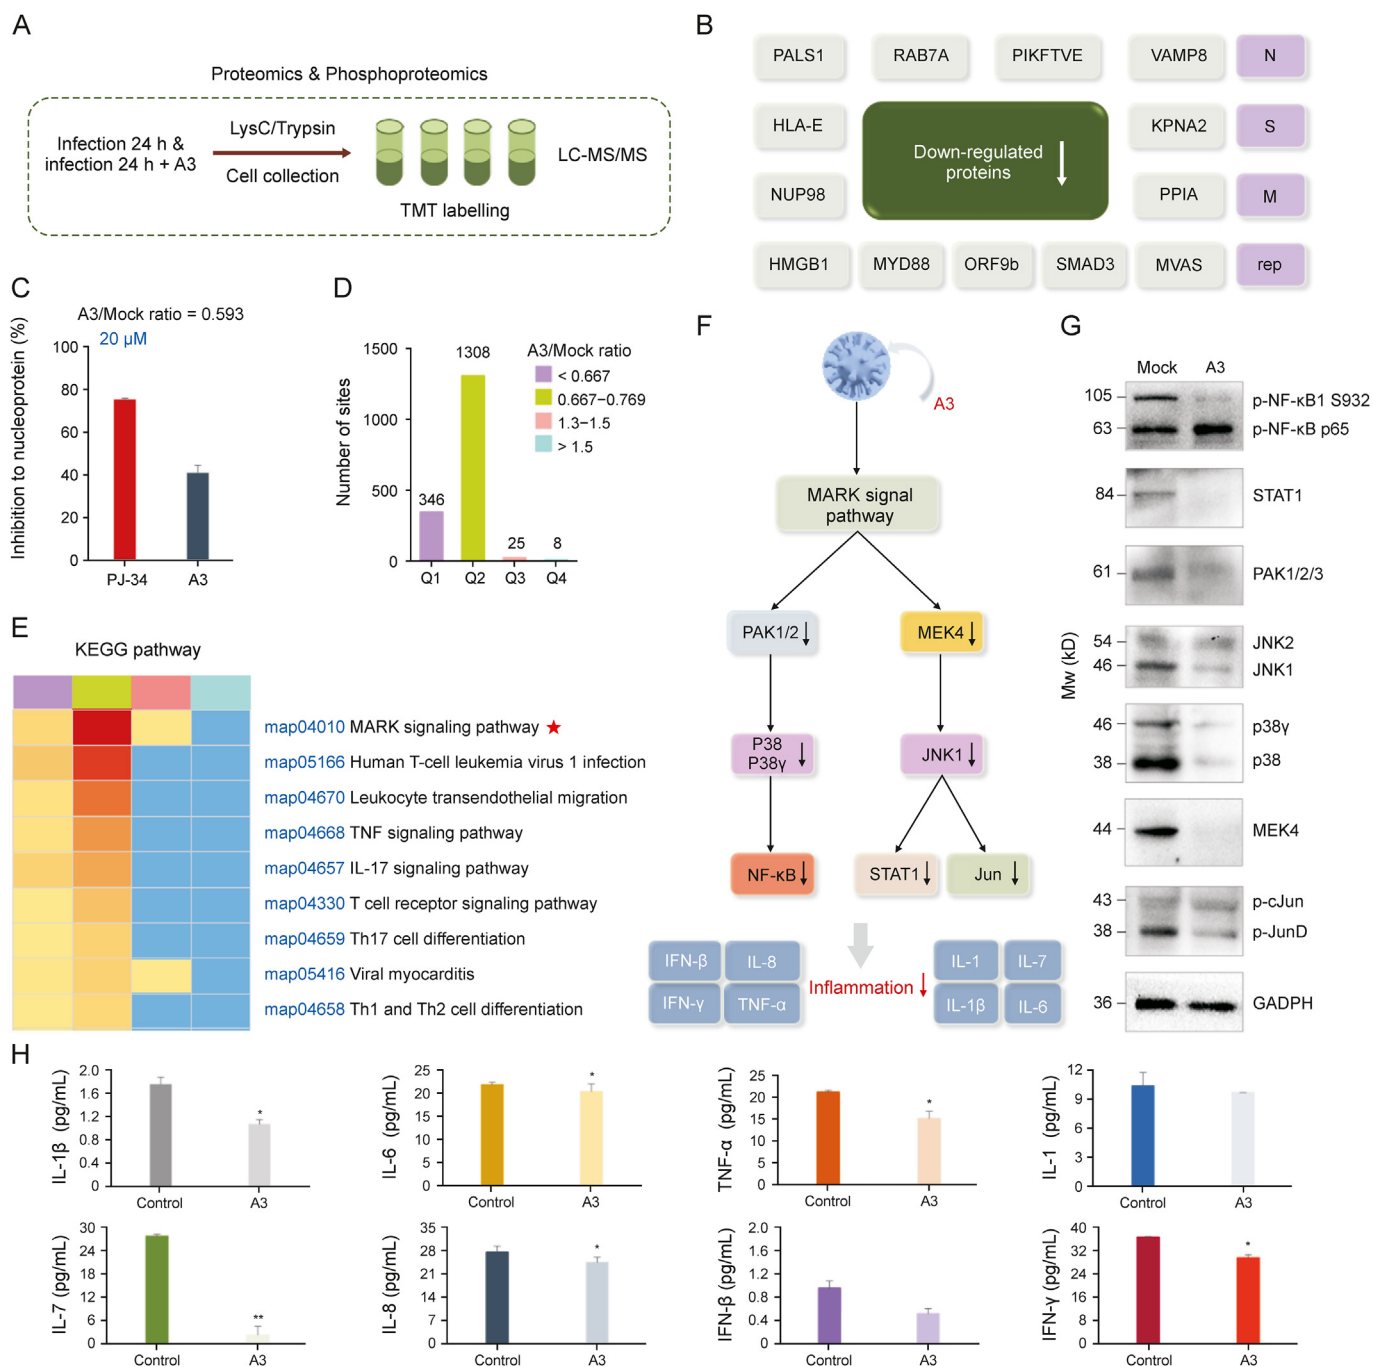 A
Proteomics & Phosphoproteomics
Infection 24 h &
infection 24 h + A3
LysC/Trypsin
Cell collection
TMT labelling
LC-MS/MS
B
PALS1
RAB7A
PIKFTVE
VAMP8
N
HLA-E
KPNA2
S
Down-regulated
proteins
NUP98
PPIA
M
HMGB1
MYD88
ORF9b
SMAD3
MVAS
rep
C
A3/Mock ratio = 0.593
20 μM
Inhibition to nucleoprotein (%)
100
80
60
40
20
0
PJ-34
A3
D
Number of sites
1500
1000
500
0
346
1308
25
8
Q1
Q2
Q3
Q4
A3/Mock ratio
< 0.667
0.667–0.769
1.3–1.5
> 1.5
E
KEGG pathway
map04010 MARK signaling pathway
map05166 Human T-cell leukemia virus 1 infection
map04670 Leukocyte transendothelial migration
map04668 TNF signaling pathway
map04657 IL-17 signaling pathway
map04330 T cell receptor signaling pathway
map04659 Th17 cell differentiation
map05416 Viral myocarditis
map04658 Th1 and Th2 cell differentiation
F
A3
MARK signal
pathway
PAK1/2
MEK4
P38
P38γ
JNK1
NF-κB
STAT1
Jun
IFN-β
IL-8
IFN-γ
TNF-α
Inflammation
IL-1
IL-7
IL-1β
IL-6
G
Mock
A3
Mw (kD)
105
p-NF-κB1 S932
63
p-NF-κB p65
84
STAT1
61
PAK1/2/3
54
JNK2
46
JNK1
46
p38γ
38
p38
44
MEK4
43
p-cJun
38
p-JunD
36
GADPH
H
IL-1β (pg/mL)
2.0
1.6
1.2
0.8
0.4
0
*
Control
A3
IL-6 (pg/mL)
25
20
15
10
5
0
*
Control
A3
TNF-α (pg/mL)
25
20
15
10
5
0
*
Control
A3
IL-1 (pg/mL)
12
9
6
3
0
Control
A3
IL-7 (pg/mL)
30
24
18
12
6
0
**
Control
A3
IL-8 (pg/mL)
35
28
21
14
7
0
*
Control
A3
IFN-β (pg/mL)
2.0
1.6
1.2
0.8
0.4
0
Control
A3
IFN-γ (pg/mL)
40
32
24
16
8
0
*
Control
A3